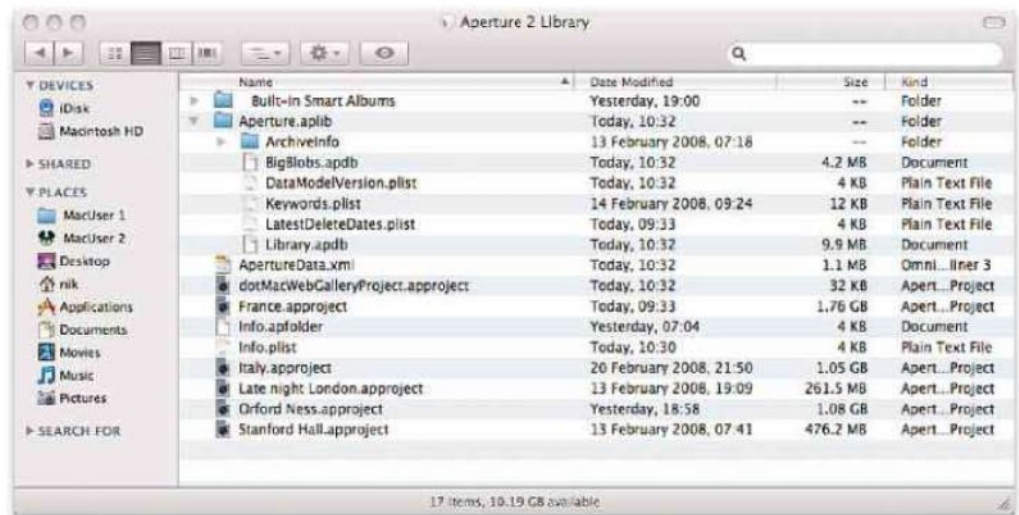 Aperture 2 Library
Name Date Modified Size Kind
Built-in Smart Albums Yesterday, 19:00 -- Folder
Aperture.aplib Today, 10:32 -- Folder
ArchiveInfo 13 February 2008, 07:18 -- Folder
BigBlobs.apdb Today, 10:32 4.2 MB Document
DataModelVersion.plist Today, 10:32 4 KB Plain Text File
Keywords.plist 14 February 2008, 09:24 12 KB Plain Text File
LatestDeleteDates.plist Today, 09:33 4 KB Plain Text File
Library.apdb Today, 10:32 9.9 MB Document
ApertureData.xml Today, 10:32 1.1 MB Omni...liner 3
dotMacWebGalleryProject.approject Today, 10:32 32 KB Apert...Project
France.approject Today, 09:33 1.76 GB Apert...Project
Info.apfolder Yesterday, 07:04 4 KB Document
Info.plist Today, 10:30 4 KB Plain Text File
Italy.approject 20 February 2008, 21:50 1.05 GB Apert...Project
Late night London.approject 13 February 2008, 19:09 261.5 MB Apert...Project
Orford Ness.approject Yesterday, 18:58 1.08 GB Apert...Project
Stanford Hall.approject 13 February 2008, 07:41 476.2 MB Apert...Project
DEVICES
iDisk
Macintosh HD
SHARED
PLACES
MacUser 1
MacUser 2
Desktop
nik
Applications
Documents
Movies
Music
Pictures
SEARCH FOR
17 items, 10.19 GB available